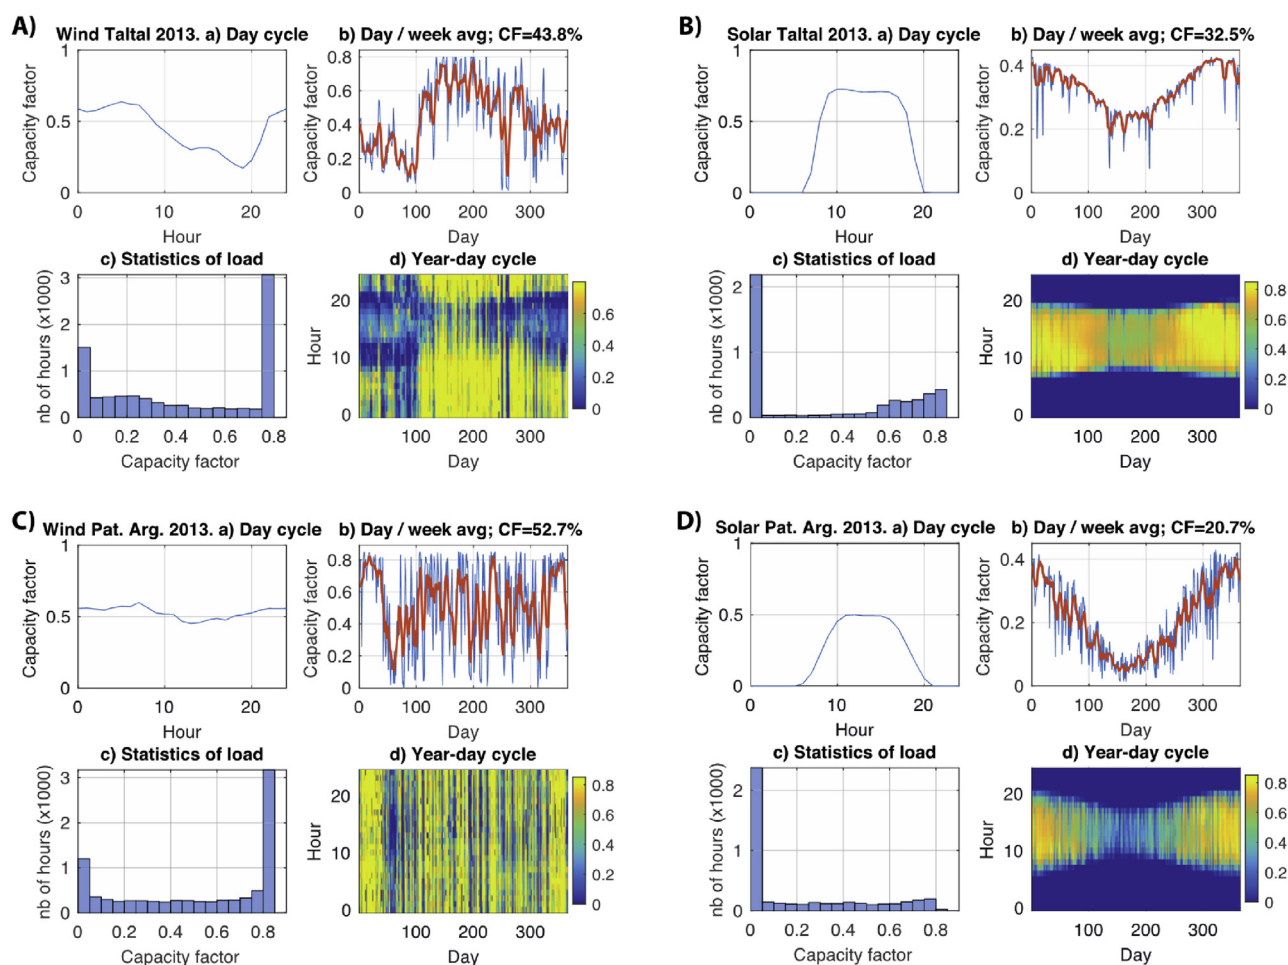 A)
Wind Taltal 2013. a) Day cycle
Capacity factor
1
0.5
0
0
10
20
Hour
b) Day / week avg; CF=43.8%
Capacity factor
0.8
0.6
0.4
0.2
0
0
100
200
300
Day
c) Statistics of load
nb of hours (x1000)
3
2
1
0
0
0.2
0.4
0.6
0.8
Capacity factor
d) Year-day cycle
Hour
20
10
0
100
200
300
Day
0.6
0.4
0.2
0
B)
Solar Taltal 2013. a) Day cycle
Capacity factor
1
0.5
0
0
10
20
Hour
b) Day / week avg; CF=32.5%
Capacity factor
0.4
0.2
0
0
100
200
300
Day
c) Statistics of load
nb of hours (x1000)
2
1
0
0
0.2
0.4
0.6
0.8
Capacity factor
d) Year-day cycle
Hour
20
10
0
100
200
300
Day
0.8
0.6
0.4
0.2
0
C)
Wind Pat. Arg. 2013. a) Day cycle
Capacity factor
1
0.5
0
0
10
20
Hour
b) Day / week avg; CF=52.7%
Capacity factor
0.8
0.6
0.4
0.2
0
0
100
200
300
Day
c) Statistics of load
nb of hours (x1000)
3
2
1
0
0
0.2
0.4
0.6
0.8
Capacity factor
d) Year-day cycle
Hour
20
10
0
100
200
300
Day
0.8
0.6
0.4
0.2
0
D)
Solar Pat. Arg. 2013. a) Day cycle
Capacity factor
1
0.5
0
0
10
20
Hour
b) Day / week avg; CF=20.7%
Capacity factor
0.4
0.2
0
0
100
200
300
Day
c) Statistics of load
nb of hours (x1000)
2
1
0
0
0.2
0.4
0.6
0.8
Capacity factor
d) Year-day cycle
Hour
20
10
0
100
200
300
Day
0.8
0.6
0.4
0.2
0